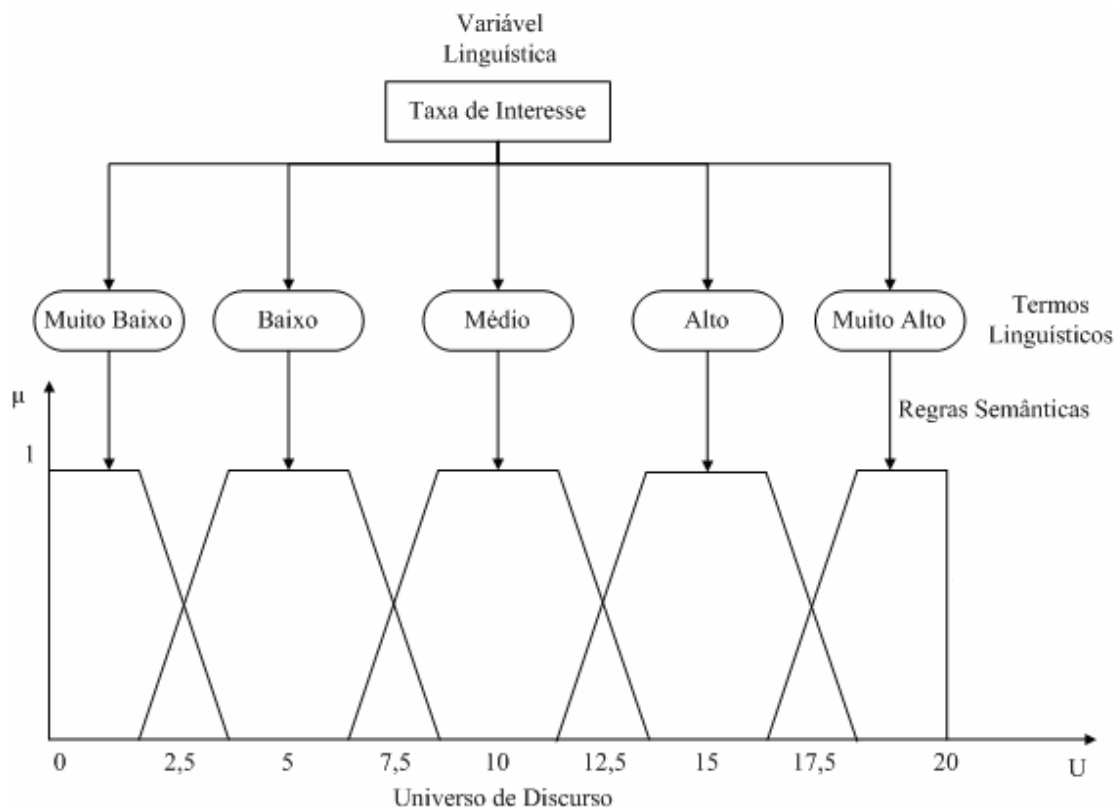 Variável
Linguística
Taxa de Interesse
Muito Baixo
Baixo
Médio
Alto
Muito Alto
Termos
Linguísticos
μ
Regras Semânticas
1
0
2,5
5
7,5
10
12,5
15
17,5
20
U
Universo de Discurso